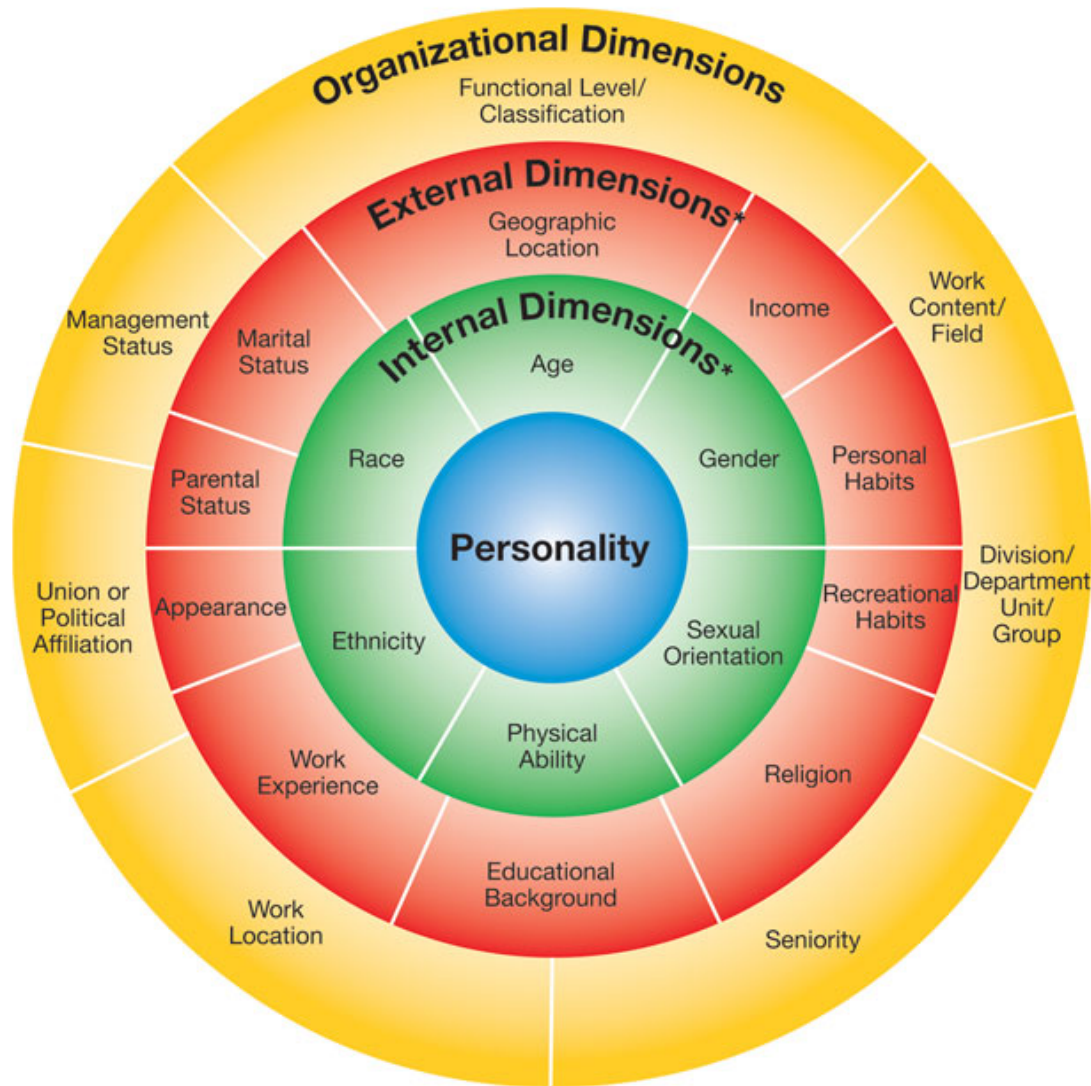 Organizational Dimensions
Functional Level/
Classification
Work
Content/
Field
Division/
Department
Unit/
Group
Seniority
Work
Location
Union or
Political
Affiliation
Management
Status
External Dimensions*
Geographic
Location
Income
Personal
Habits
Recreational
Habits
Religion
Educational
Background
Work
Experience
Appearance
Parental
Status
Marital
Status
Internal Dimensions*
Age
Gender
Sexual
Orientation
Physical
Ability
Ethnicity
Race
Personality